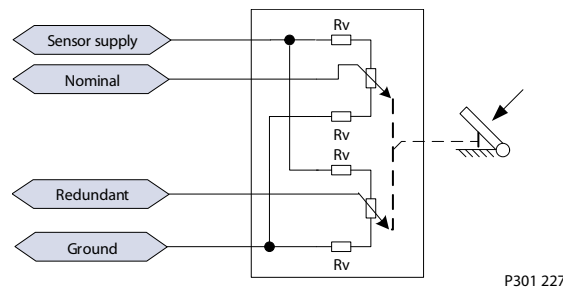 Rv
Sensor supply
Nominal
Rv
Rv
Redundant
Ground
Rv
P301 227